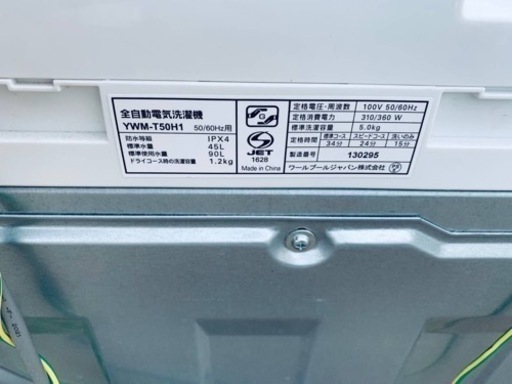 全自動電気洗濯機
YWM-T50H1 50/60Hz用
防水等級 IPX4
標準水量 45L
標準使用水量 90L
ドライコース時の洗濯容量 1.2kg
JET
1628
Made in China
定格電圧・周波数 100V 50/60Hz
定格消費電力 310/360 W
標準洗濯容量 5.0kg
定格時間 標準コース スピードコース 洗いのみ
34分 24分 15分
製造番号 130295
ワールプールジャパン株式会社
2021